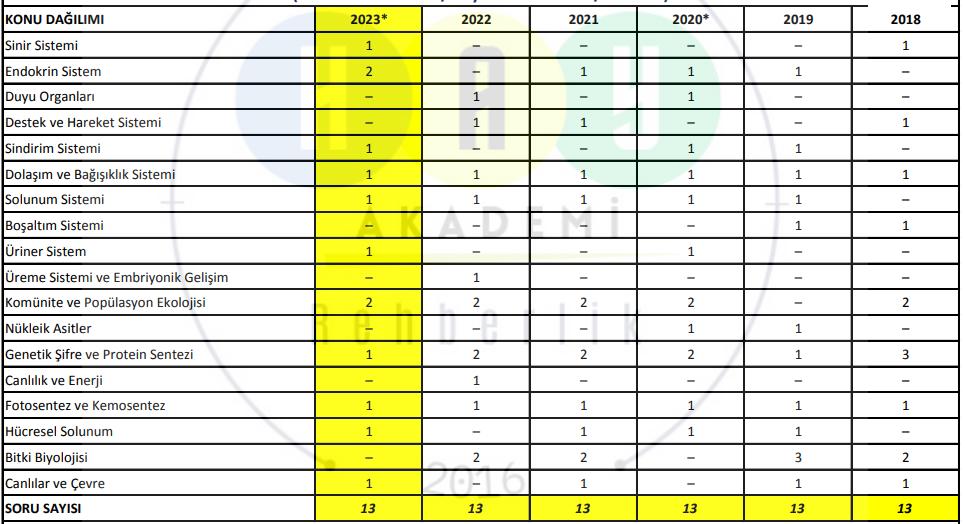 KONU DAĞILIMI 2023* 2022 2021 2020* 2019 2018
Sinir Sistemi 1 – – – – 1
Endokrin Sistem 2 – 1 1 1 –
Duyu Organları – 1 – 1 – –
Destek ve Hareket Sistemi – 1 1 – – 1
Sindirim Sistemi 1 – – 1 1 –
Dolaşım ve Bağışıklık Sistemi 1 1 1 1 1 1
Solunum Sistemi 1 1 1 1 1 –
AKADEMİ
Boşaltım Sistemi – – – – 1 1
Üriner Sistem 1 – – 1 – –
Üreme Sistemi ve Embriyonik Gelişim – 1 – – – –
Komünite ve Popülasyon Ekolojisi 2 2 2 2 – 2
Rehberlik
Nükleik Asitler – – – 1 1 –
Genetik Şifre ve Protein Sentezi 1 2 2 2 1 3
Canlılık ve Enerji – 1 – – – –
Fotosentez ve Kemosentez 1 1 1 1 1 1
Hücresel Solunum 1 – 1 1 1 –
Bitki Biyolojisi – 2 2 – 3 2
2016
Canlılar ve Çevre 1 – 1 – 1 1
SORU SAYISI 13 13 13 13 13 13